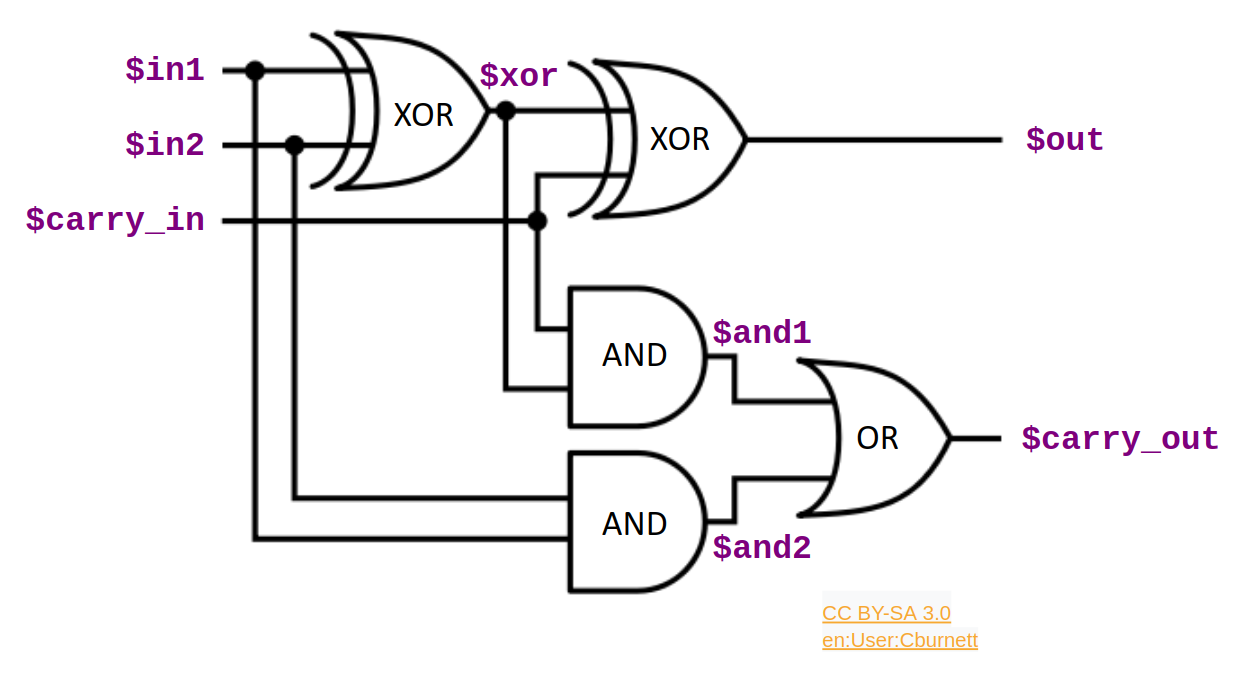 $in1
XOR
$xor
$in2
XOR
$out
$carry_in
AND
$and1
OR
$carry_out
AND
$and2
CC BY-SA 3.0
en:User:Cburnett